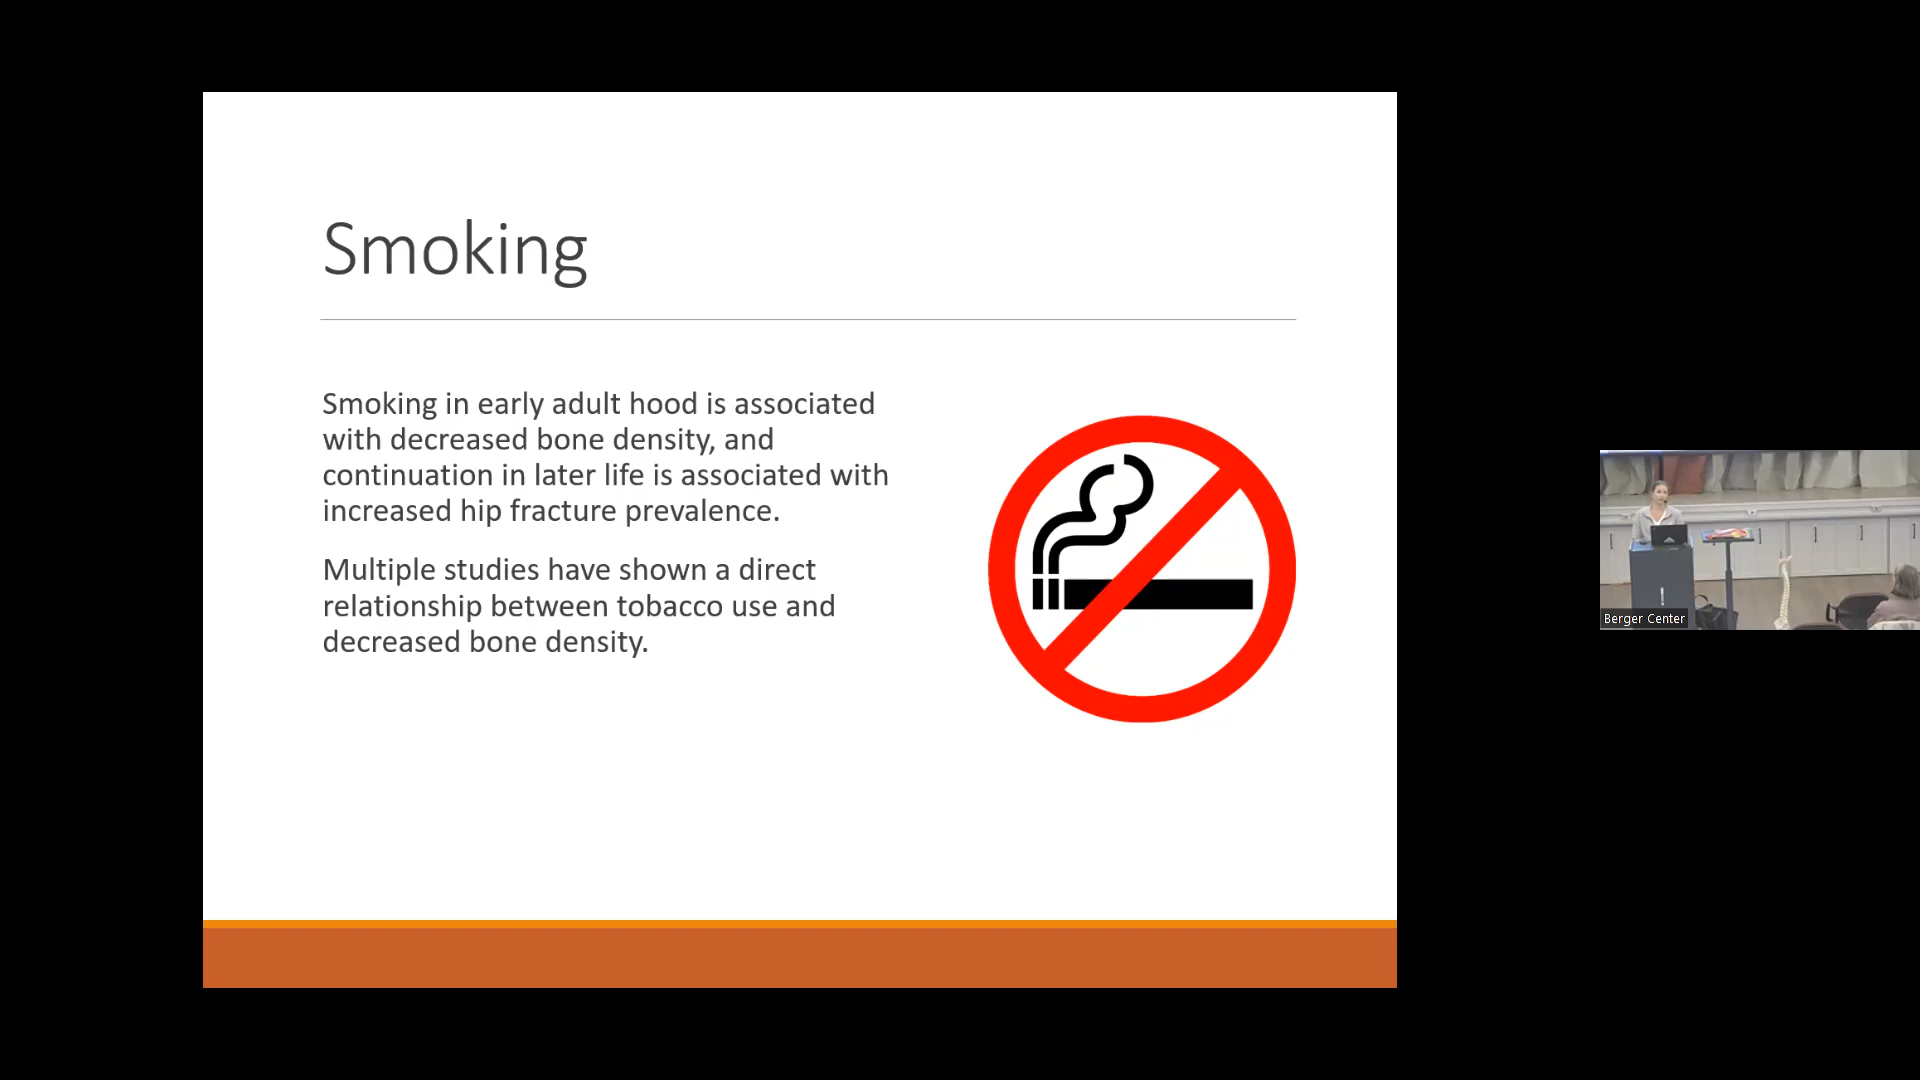 Smoking
Smoking in early adult hood is associated
with decreased bone density, and
continuation in later life is associated with
increased hip fracture prevalence.
Multiple studies have shown a direct
relationship between tobacco use and
decreased bone density.
Berger Center